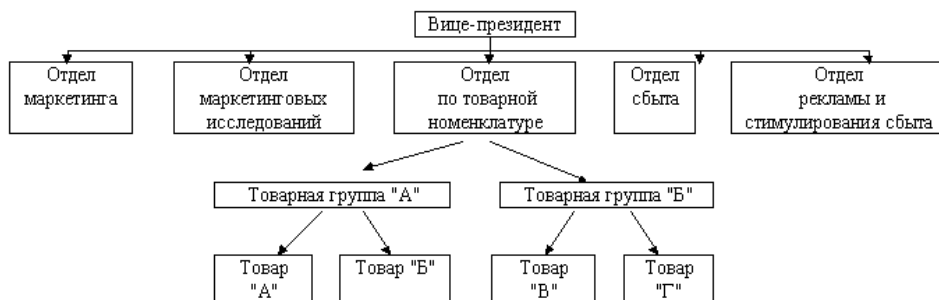 Вице-президент
Отдел
маркетинга
Отдел
маркетинговых
исследований
Отдел
по товарной
номенклатуре
Отдел
сбыта
Отдел
рекламы и
стимулирования сбыта
Товарная группа "А"
Товарная группа "Б"
Товар
"А"
Товар "Б"
Товар
"В"
Товар
"Г"